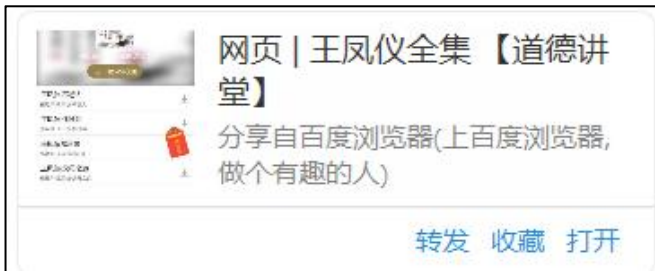 网页 | 王凤仪全集 【道德讲
堂】
分享自百度浏览器(上百度浏览器,
做个有趣的人)
转发 收藏 打开